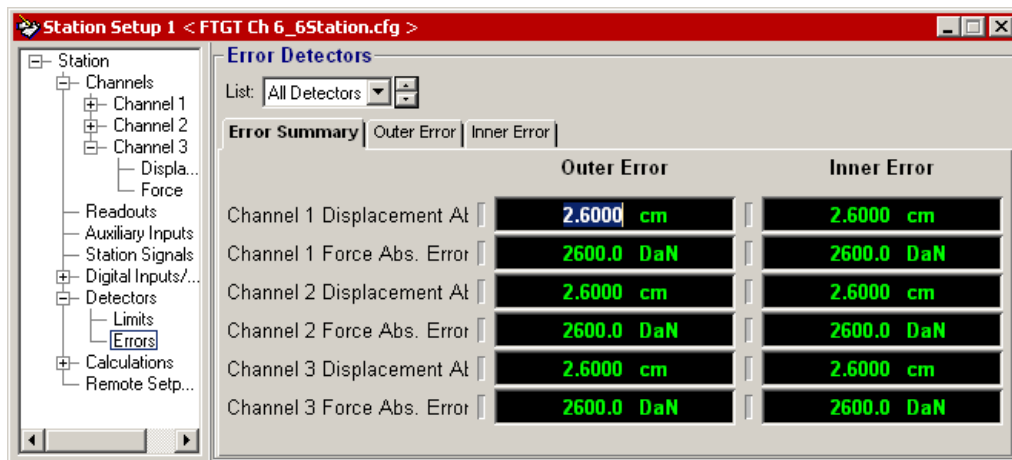 Station Setup 1 < FTGT Ch 6_6Station.cfg >
Station
Channels
Channel 1
Channel 2
Channel 3
Displa...
Force
Readouts
Auxiliary Inputs
Station Signals
Digital Inputs/...
Detectors
Limits
Errors
Calculations
Remote Setp...
Error Detectors
List: All Detectors
Error Summary Outer Error Inner Error
Outer Error Inner Error
Channel 1 Displacement Ab 2.6000 cm 2.6000 cm
Channel 1 Force Abs. Error 2600.0 DaN 2600.0 DaN
Channel 2 Displacement Ab 2.6000 cm 2.6000 cm
Channel 2 Force Abs. Error 2600.0 DaN 2600.0 DaN
Channel 3 Displacement Ab 2.6000 cm 2.6000 cm
Channel 3 Force Abs. Error 2600.0 DaN 2600.0 DaN